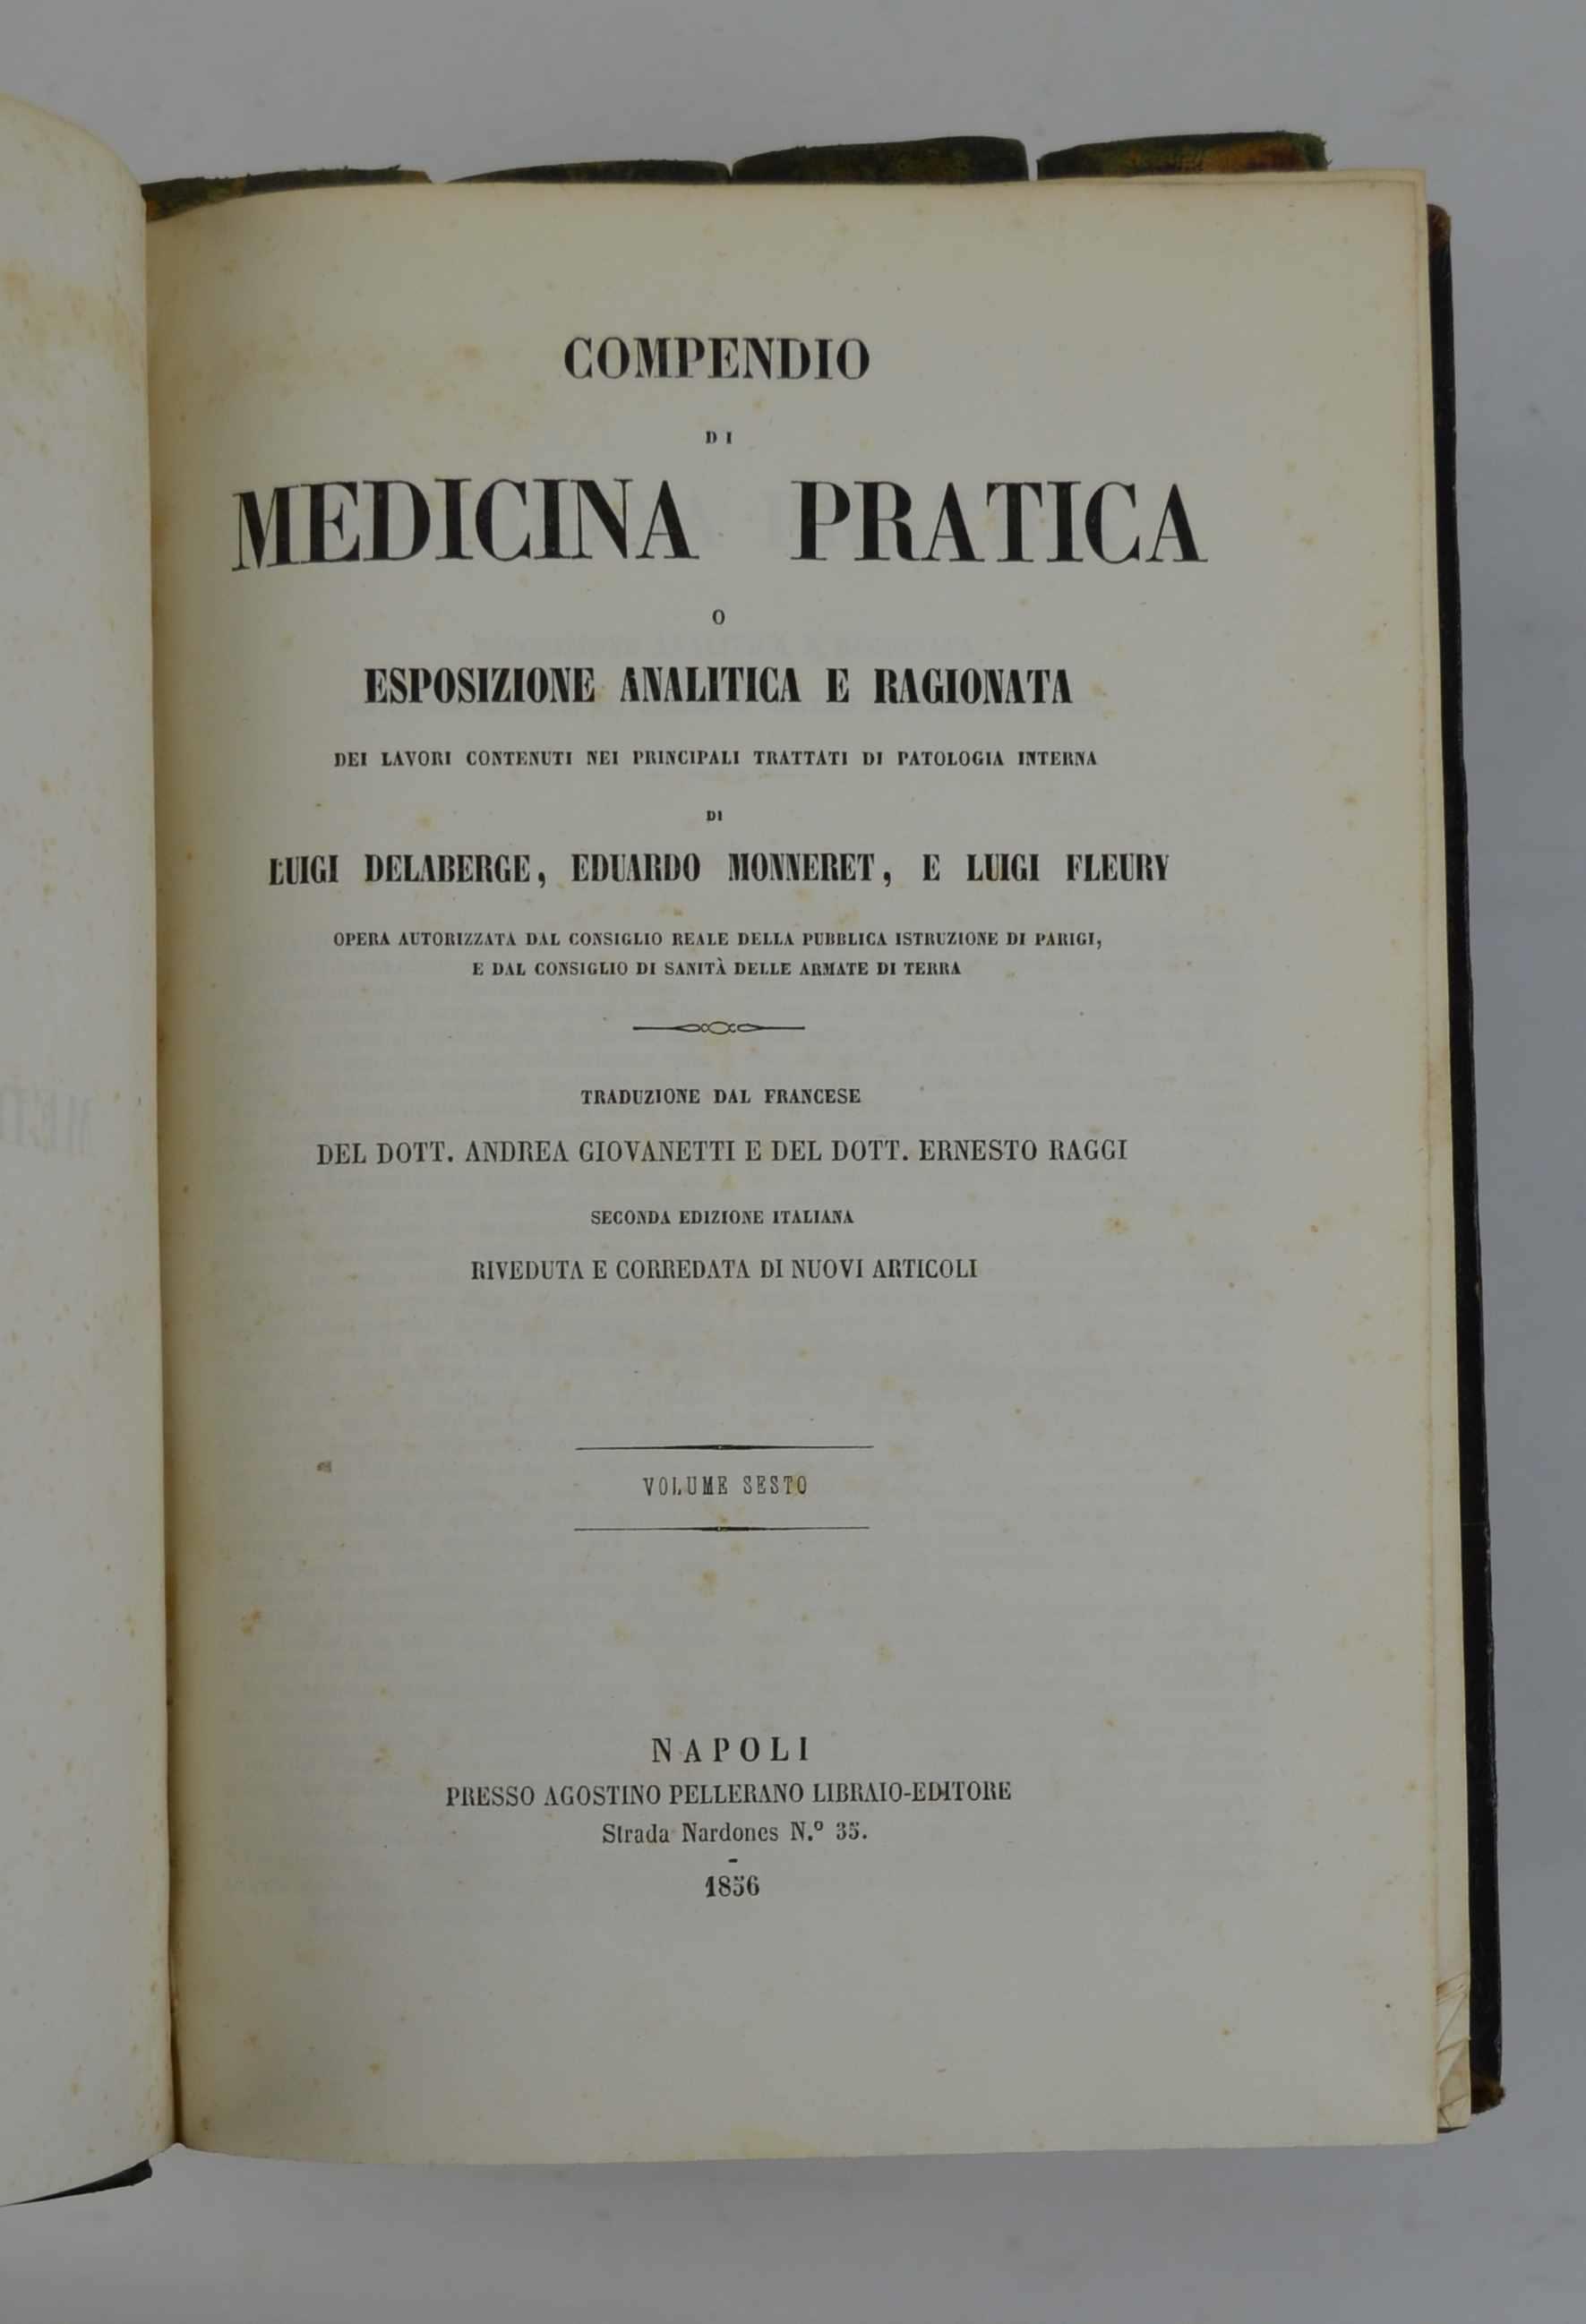 COMPENDIO
DI
MEDICINA PRATICA
O
ESPOSIZIONE ANALITICA E RAGIONATA
DEI LAVORI CONTENUTI NEI PRINCIPALI TRATTATI DI PATOLOGIA INTERNA
DI
LUIGI DELABERGE, EDUARDO MONNERET, E LUIGI FLEURY
OPERA AUTORIZZATA DAL CONSIGLIO REALE DELLA PUBBLICA ISTRUZIONE DI PARIGI,
E DAL CONSIGLIO DI SANITÀ DELLE ARMATE DI TERRA
TRADUZIONE DAL FRANCESE
DEL DOTT. ANDREA GIOVANETTI E DEL DOTT. ERNESTO RAGGI
SECONDA EDIZIONE ITALIANA
RIVEDUTA E CORREDATA DI NUOVI ARTICOLI
VOLUME SESTO
NAPOLI
PRESSO AGOSTINO PELLERANO LIBRAIO-EDITORE
Strada Nardones N.º 35.
1856